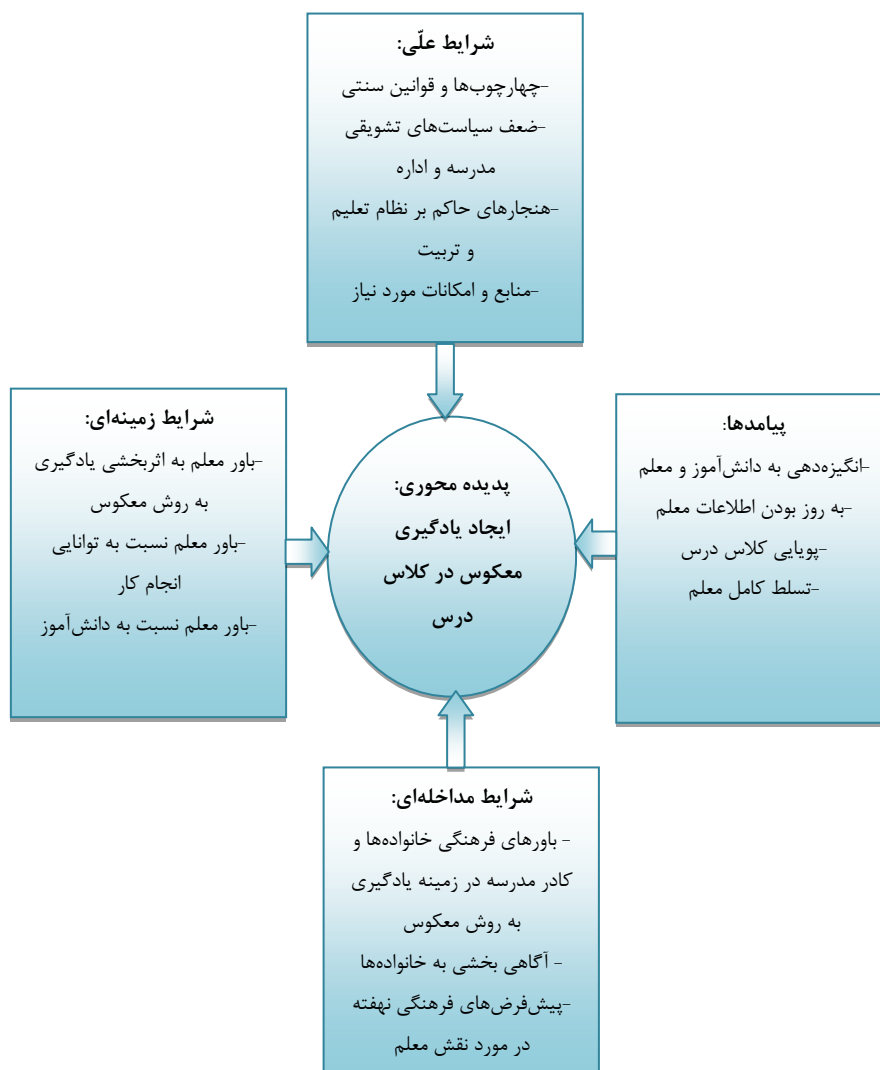 شرایط علّی:
-چهارچوب‌ها و قوانین سنتی
-ضعف سیاست‌های تشویقی
مدرسه و اداره
-هنجارهای حاکم بر نظام تعلیم
و تربیت
-منابع و امکانات مورد نیاز
پیامدها:
-انگیزه‌دهی به دانش‌آموز و معلم
-به روز بودن اطلاعات معلم
-پویایی کلاس درس
-تسلط کامل معلم
پدیده محوری:
ایجاد یادگیری
معکوس در کلاس
درس
شرایط زمینه‌ای:
-باور معلم به اثربخشی یادگیری
به روش معکوس
-باور معلم نسبت به توانایی
انجام کار
-باور معلم نسبت به دانش‌آموز
شرایط مداخله‌ای:
- باورهای فرهنگی خانواده‌ها و
کادر مدرسه در زمینه یادگیری
به روش معکوس
- آگاهی بخشی به خانواده‌ها
-پیش‌فرض‌های فرهنگی نهفته
در مورد نقش معلم